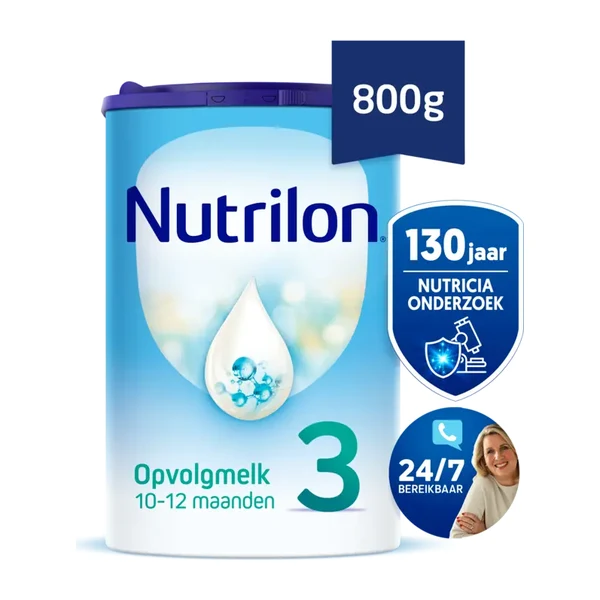 800g
Nutrilon®
130 jaar
NUTRICIA
ONDERZOEK
3
Opvolgmelk
10-12 maanden
24/7
BEREIKBAAR